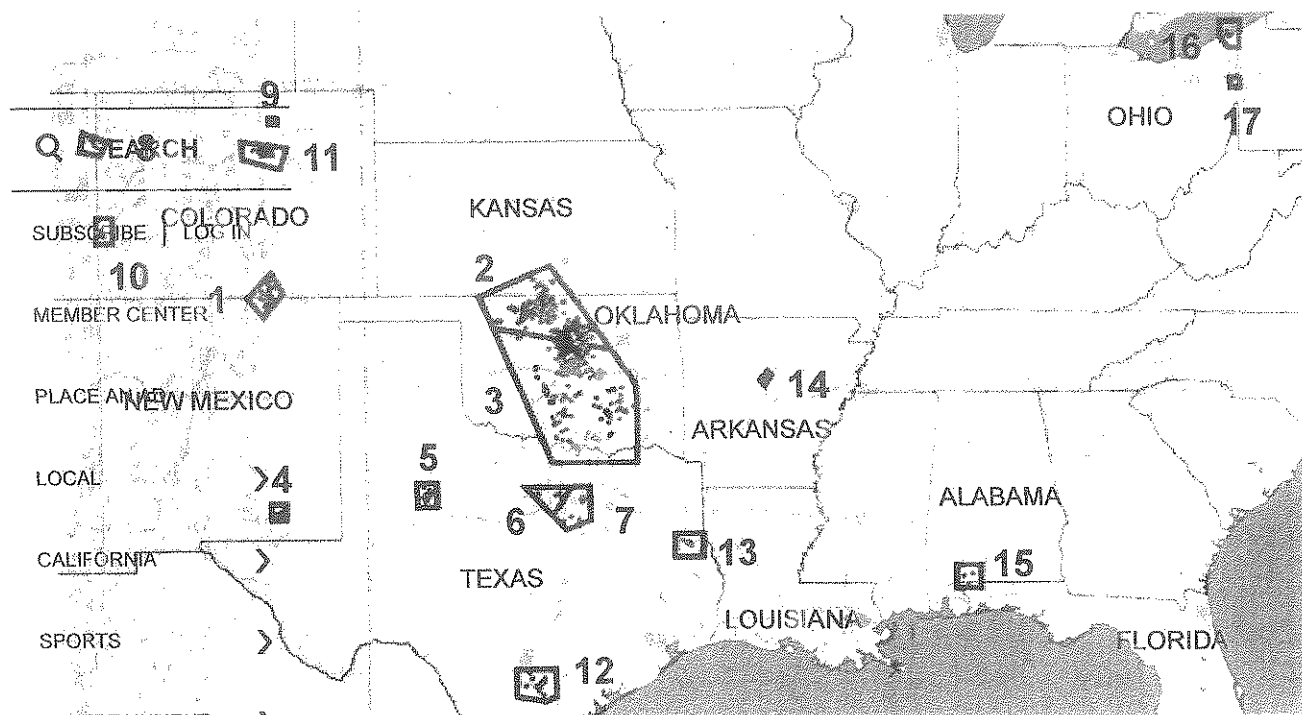 16
OHIO
17
9
SEARCH 8
11
KANSAS
COLORADO
SUBSCRIBE | LOG IN
10
1
2
OKLAHOMA
MEMBER CENTER
14
PLACE AN AD
NEW MEXICO
3
ARKANSAS
LOCAL
4
5
6
7
ALABAMA
CALIFORNIA
13
15
TEXAS
LOUISIANA
FLORIDA
SPORTS
12